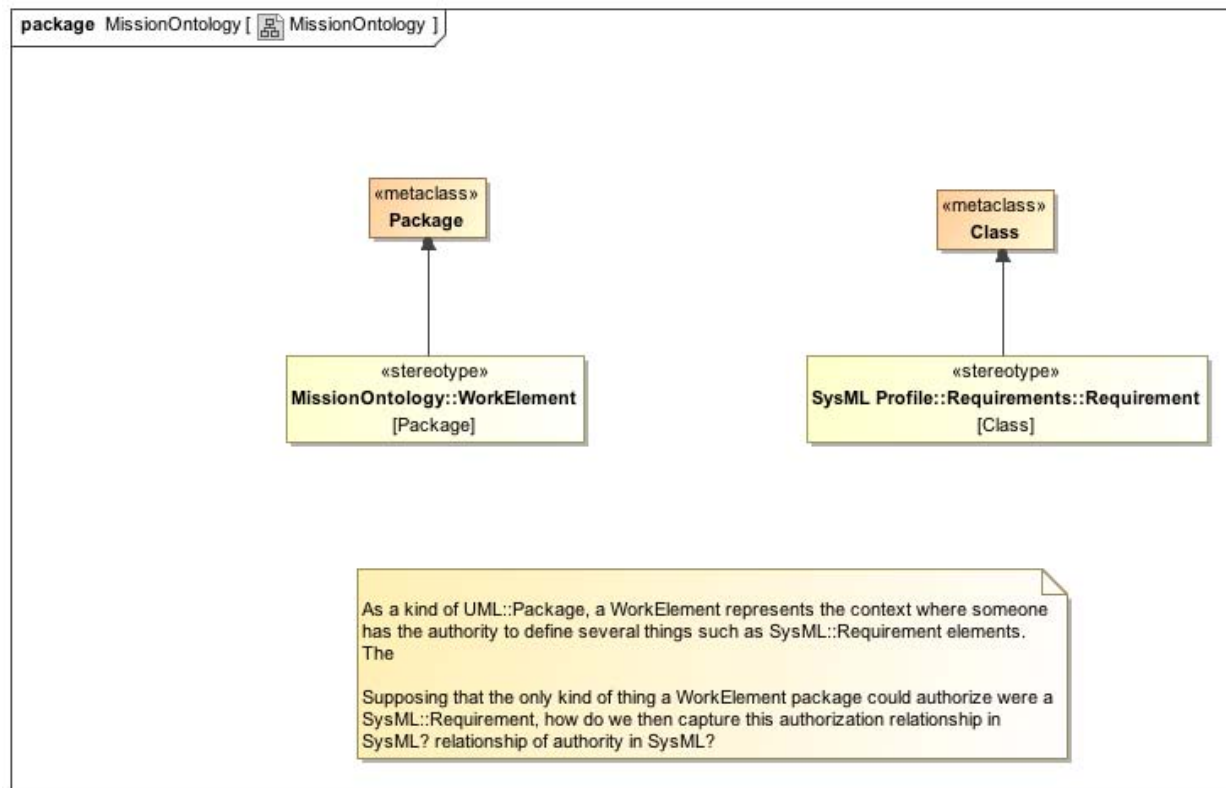 package MissionOntology [ MissionOntology ]
«metaclass»
Package
«metaclass»
Class
«stereotype»
MissionOntology::WorkElement
[Package]
«stereotype»
SysML Profile::Requirements::Requirement
[Class]
As a kind of UML::Package, a WorkElement represents the context where someone
has the authority to define several things such as SysML::Requirement elements.
The
Supposing that the only kind of thing a WorkElement package could authorize were a
SysML::Requirement, how do we then capture this authorization relationship in
SysML? relationship of authority in SysML?